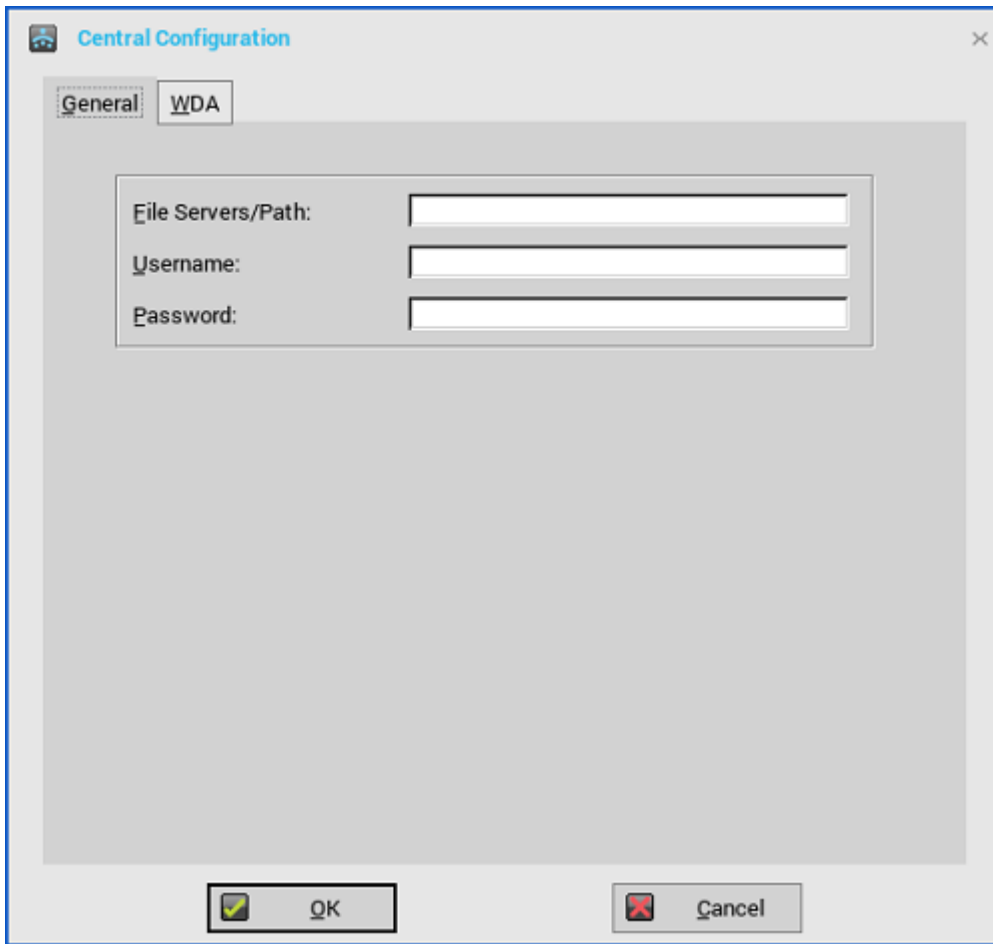 Central Configuration
General
WDA
File Servers/Path:
Username:
Password:
OK
Cancel